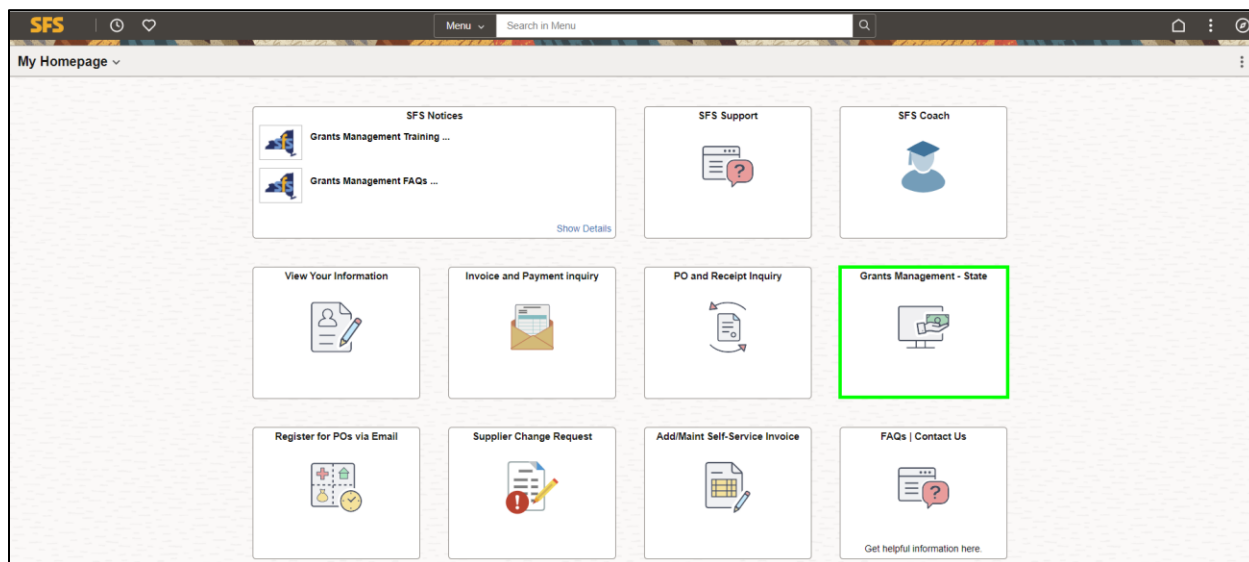 SFS
Menu
Search in Menu
My Homepage
SFS Notices
Grants Management Training ...
Grants Management FAQs ...
Show Details
SFS Support
SFS Coach
View Your Information
Invoice and Payment inquiry
PO and Receipt Inquiry
Grants Management - State
Register for POs via Email
Supplier Change Request
Add/Maint Self-Service Invoice
FAQs | Contact Us
Get helpful information here.